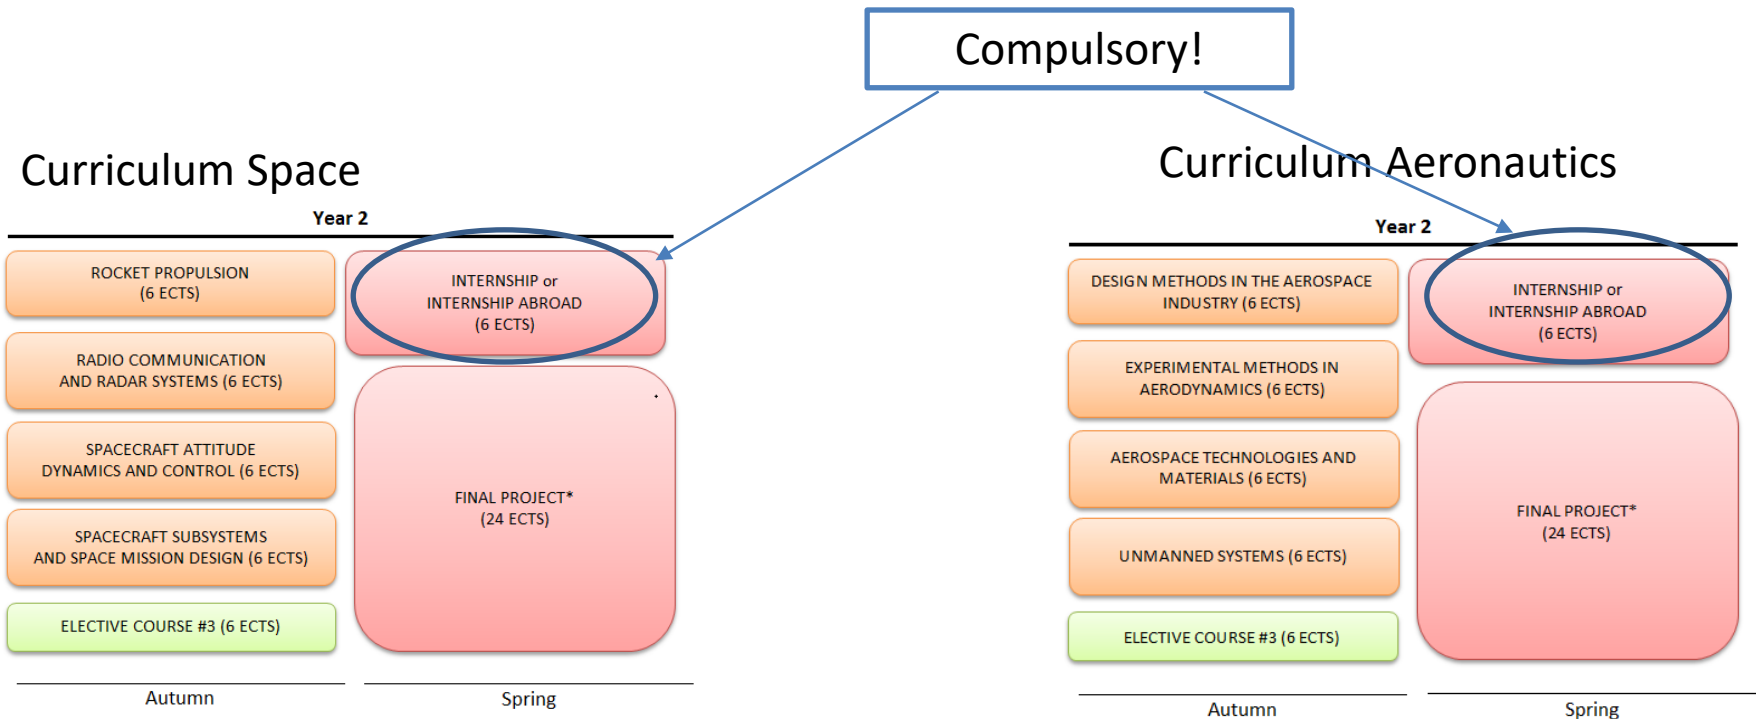 Compulsory!
Curriculum Space
Year 2
ROCKET PROPULSION
(6 ECTS)
RADIO COMMUNICATION
AND RADAR SYSTEMS (6 ECTS)
SPACECRAFT ATTITUDE
DYNAMICS AND CONTROL (6 ECTS)
SPACECRAFT SUBSYSTEMS
AND SPACE MISSION DESIGN (6 ECTS)
ELECTIVE COURSE #3 (6 ECTS)
Autumn
INTERNSHIP or
INTERNSHIP ABROAD
(6 ECTS)
FINAL PROJECT*
(24 ECTS)
Spring
Curriculum Aeronautics
Year 2
DESIGN METHODS IN THE AEROSPACE
INDUSTRY (6 ECTS)
EXPERIMENTAL METHODS IN
AERODYNAMICS (6 ECTS)
AEROSPACE TECHNOLOGIES AND
MATERIALS (6 ECTS)
UNMANNED SYSTEMS (6 ECTS)
ELECTIVE COURSE #3 (6 ECTS)
Autumn
INTERNSHIP or
INTERNSHIP ABROAD
(6 ECTS)
FINAL PROJECT*
(24 ECTS)
Spring